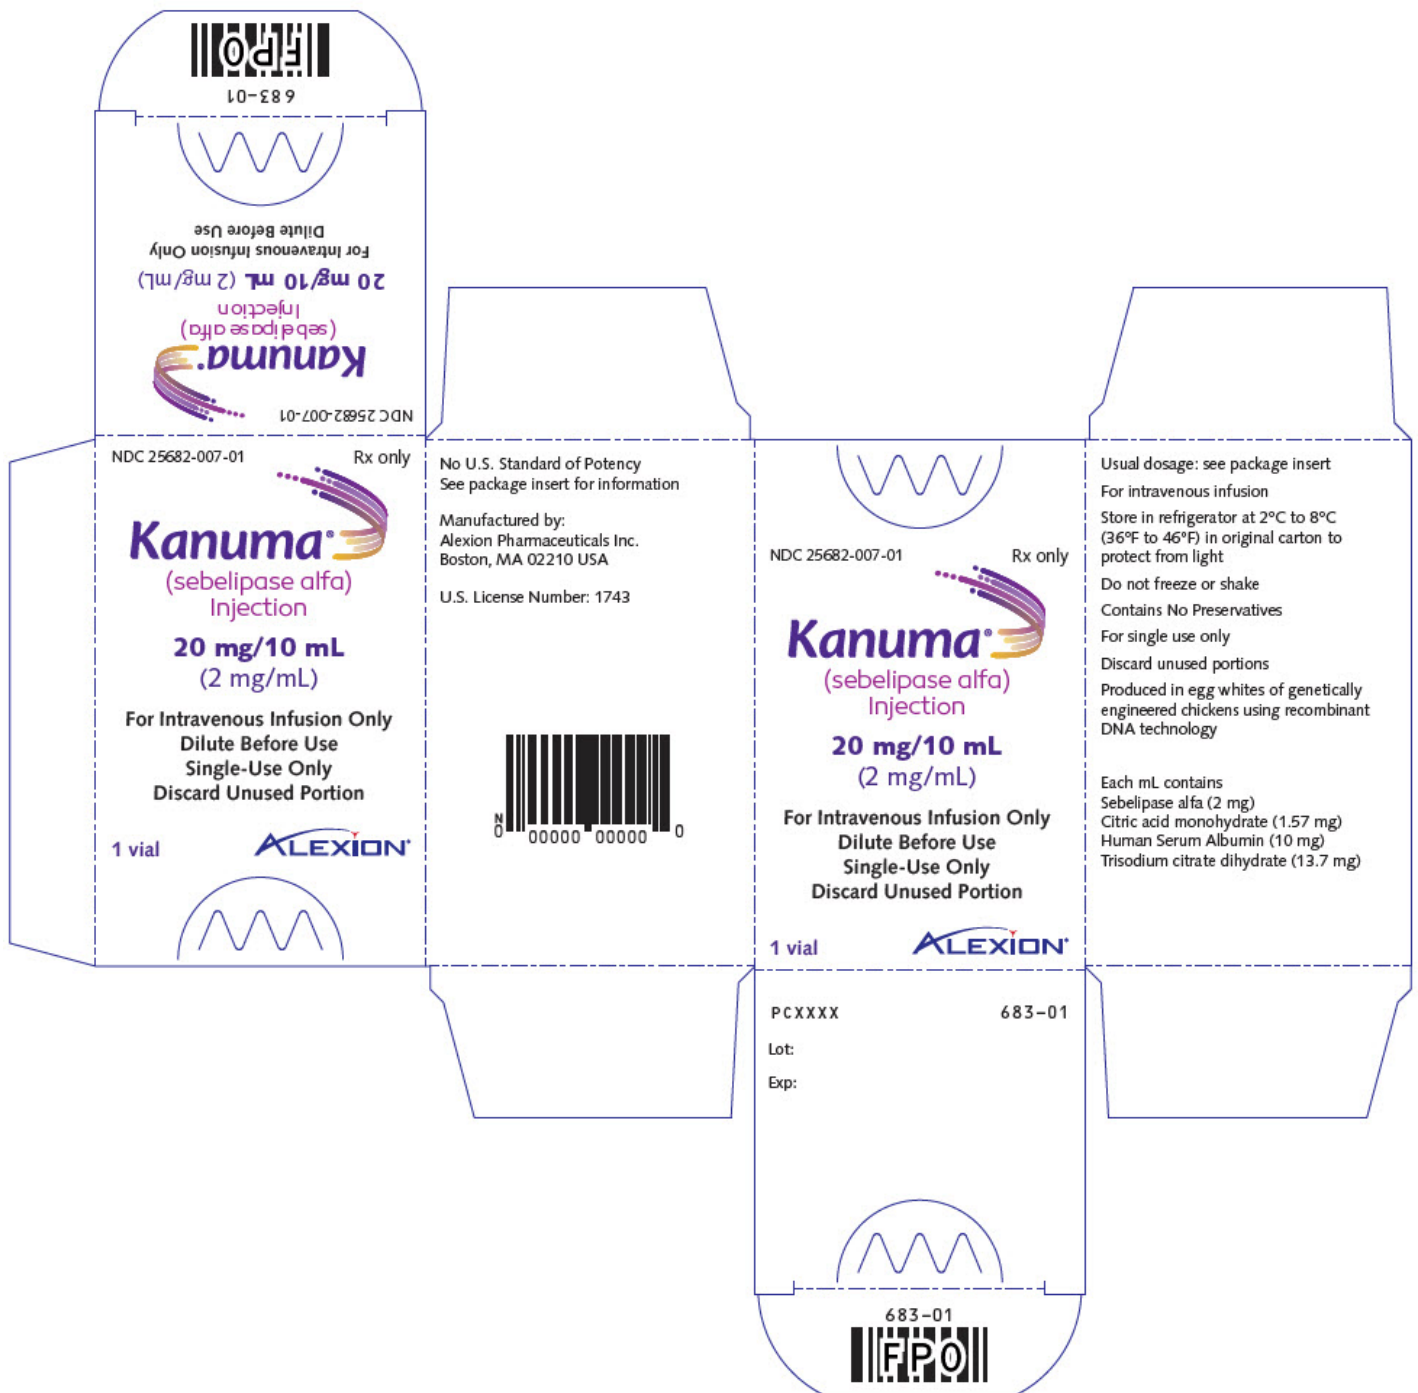 FPO
683-01
Dilute Before Use
For Intravenous Infusion Only
20 mg/10 mL (2 mg/mL)
Injection
(sebelipase alfa)
Kanuma®
NDC 25682-007-01
NDC 25682-007-01 Rx only
Kanuma®
(sebelipase alfa)
Injection
20 mg/10 mL
(2 mg/mL)
For Intravenous Infusion Only
Dilute Before Use
Single-Use Only
Discard Unused Portion
1 vial ALEXION
No U.S. Standard of Potency
See package insert for information
Manufactured by:
Alexion Pharmaceuticals Inc.
Boston, MA 02210 USA
U.S. License Number: 1743
N
0 00000 00000 0
NDC 25682-007-01 Rx only
Kanuma®
(sebelipase alfa)
Injection
20 mg/10 mL
(2 mg/mL)
For Intravenous Infusion Only
Dilute Before Use
Single-Use Only
Discard Unused Portion
1 vial ALEXION
PCXXXX 683-01
Lot:
Exp:
683-01
FPO
Usual dosage: see package insert
For intravenous infusion
Store in refrigerator at 2°C to 8°C
(36°F to 46°F) in original carton to
protect from light
Do not freeze or shake
Contains No Preservatives
For single use only
Discard unused portions
Produced in egg whites of genetically
engineered chickens using recombinant
DNA technology
Each mL contains
Sebelipase alfa (2 mg)
Citric acid monohydrate (1.57 mg)
Human Serum Albumin (10 mg)
Trisodium citrate dihydrate (13.7 mg)